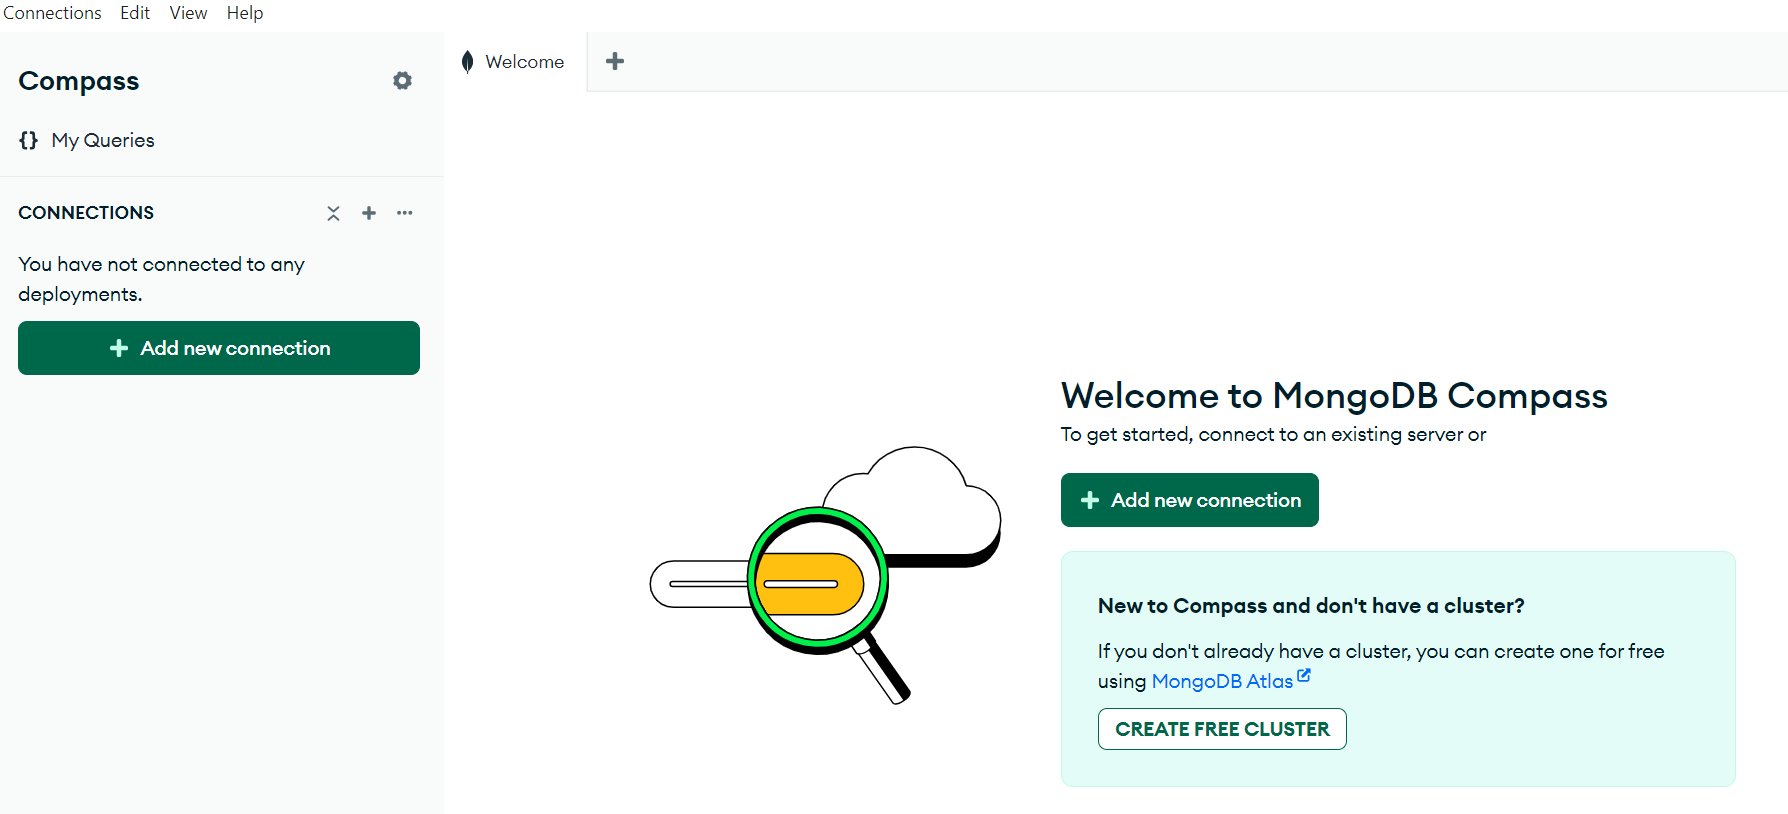 Connections Edit View Help
Compass
My Queries
CONNECTIONS
You have not connected to any
deployments.
Add new connection
Welcome
Welcome to MongoDB Compass
To get started, connect to an existing server or
Add new connection
New to Compass and don't have a cluster?
If you don't already have a cluster, you can create one for free
using MongoDB Atlas
CREATE FREE CLUSTER